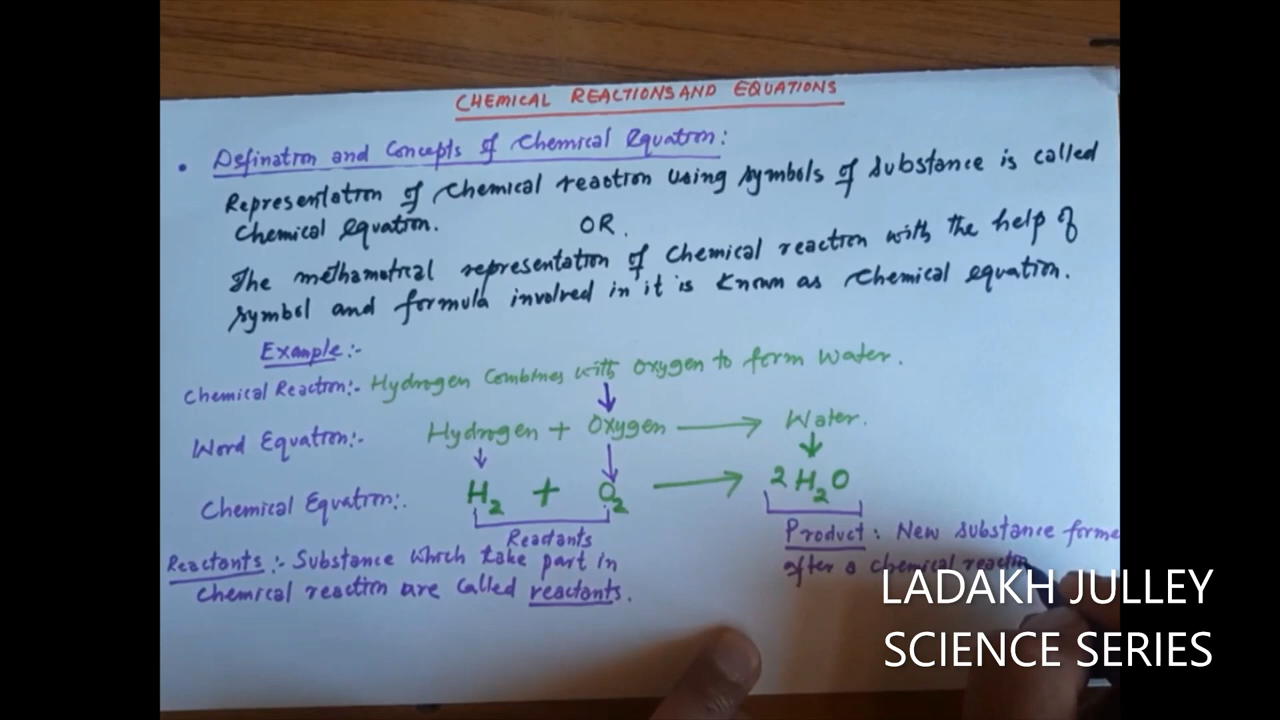 CHEMICAL REACTIONS AND EQUATIONS
• Defination and Concepts of Chemical Equation:
Representation of chemical reaction using symbols of substance is called
chemical equation. OR.
The methamatical representation of chemical reaction with the help of
symbol and formula involved in it is known as chemical equation.
Example:-
Chemical Reaction:- Hydrogen Combines with Oxygen to form Water.
Word Equation:- Hydrogen + Oxygen → Water.
Chemical Equation:- H₂ + O₂ → 2H₂O
Reactants
Product: New substance forme
after a chemical reaction
Reactants:- Substance which take part in
chemical reaction are called reactants.
LADAKH JULLEY
SCIENCE SERIES